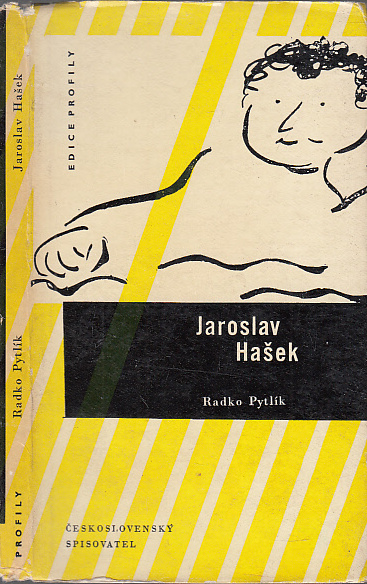 Jaroslav Hašek
Radko Pytlík
PROFILY
EDICE PROFILY
Jaroslav
Hašek
Radko Pytlík
ČESKOSLOVENSKÝ
SPISOVATEL